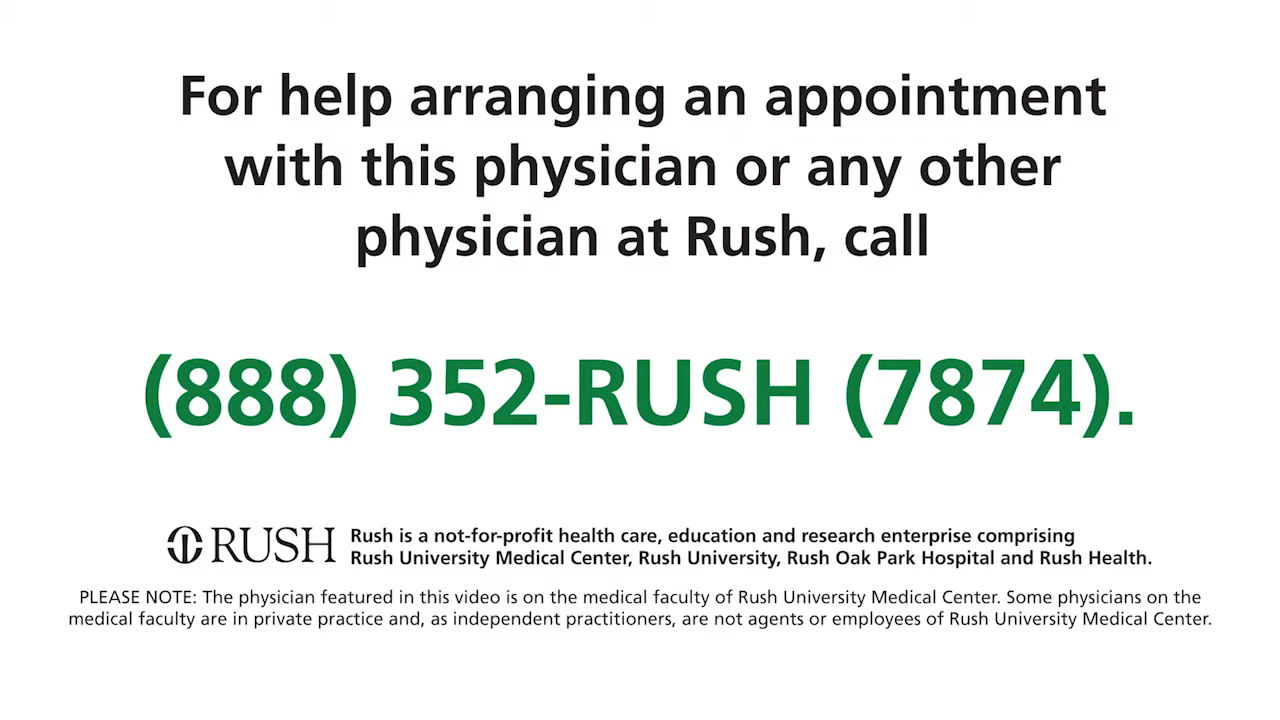 For help arranging an appointment
with this physician or any other
physician at Rush, call
(888) 352-RUSH (7874).
RUSH
Rush is a not-for-profit health care, education and research enterprise comprising
Rush University Medical Center, Rush University, Rush Oak Park Hospital and Rush Health.
PLEASE NOTE: The physician featured in this video is on the medical faculty of Rush University Medical Center. Some physicians on the
medical faculty are in private practice and, as independent practitioners, are not agents or employees of Rush University Medical Center.